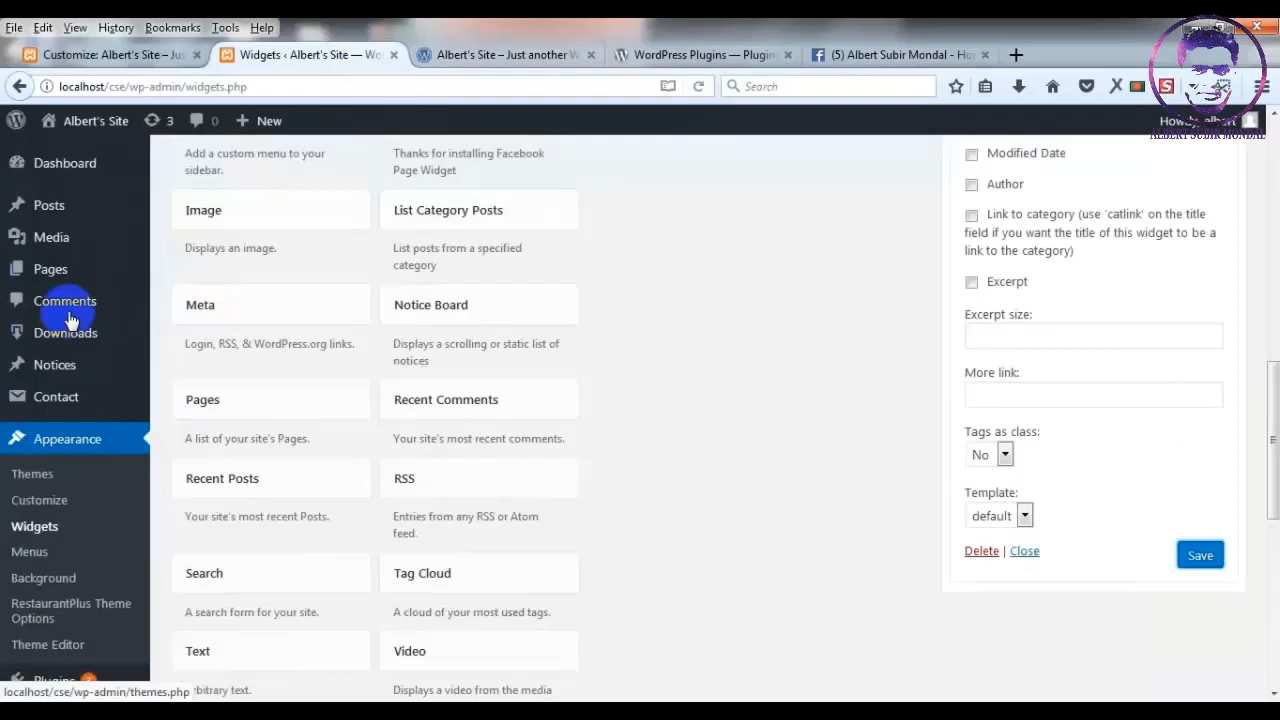 File Edit View History Bookmarks Tools Help
Customize: Albert's Site – Jus
Widgets ‹ Albert's Site — Wo
Albert's Site – Just another W
WordPress Plugins — Plugin
(5) Albert Subir Mondal - Ho
localhost/cse/wp-admin/widgets.php
Search
Albert's Site 3 0 New
Howdy, albert
ALBERT SUBIR MONDAL
Dashboard
Posts
Media
Pages
Comments
Downloads
Notices
Contact
Appearance
Themes
Customize
Widgets
Menus
Background
RestaurantPlus Theme
Options
Theme Editor
Plugins
localhost/cse/wp-admin/themes.php
Add a custom menu to your
sidebar.
Thanks for installing Facebook
Page Widget
Image
Displays an image.
List Category Posts
List posts from a specified
category
Meta
Login, RSS, & WordPress.org links.
Notice Board
Displays a scrolling or static list of
notices
Pages
A list of your site's Pages.
Recent Comments
Your site's most recent comments.
Recent Posts
Your site's most recent Posts.
RSS
Entries from any RSS or Atom
feed.
Search
A search form for your site.
Tag Cloud
A cloud of your most used tags.
Text
rbitrary text.
Video
Displays a video from the media
Modified Date
Author
Link to category (use 'catlink' on the title
field if you want the title of this widget to be a
link to the category)
Excerpt
Excerpt size:
More link:
Tags as class:
No
Template:
default
Delete | Close
Save